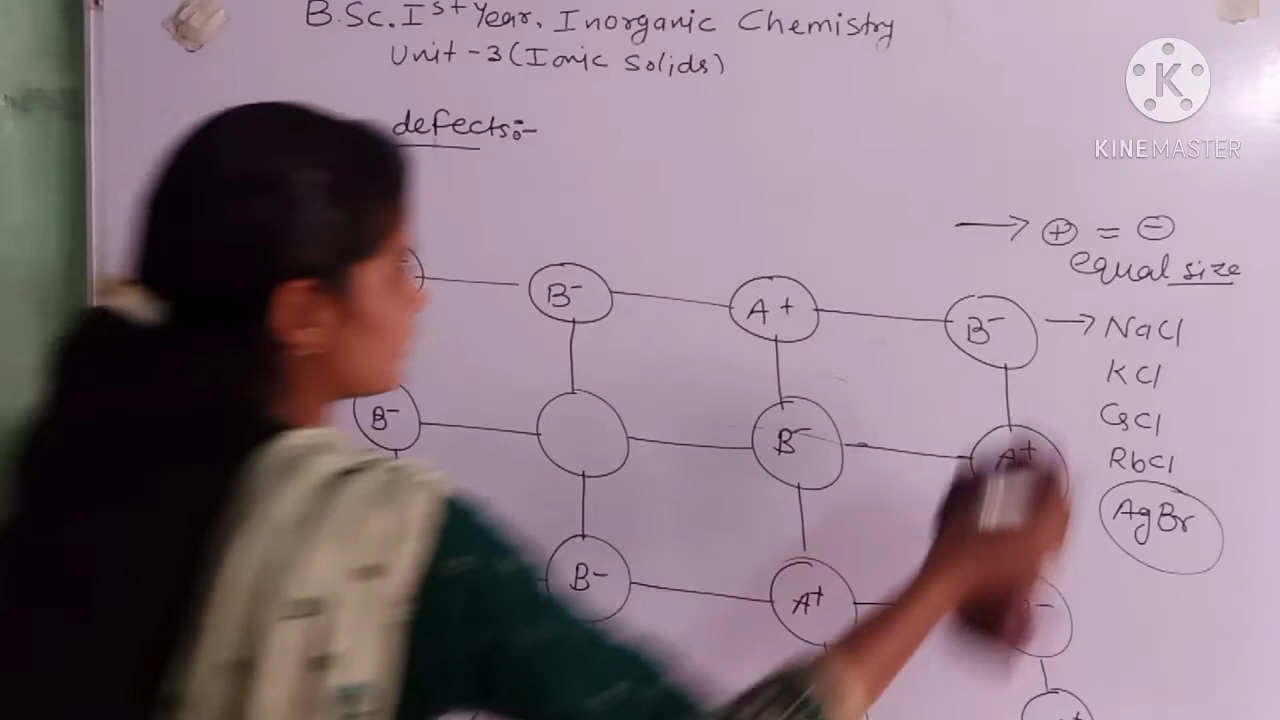 B.Sc. Ist Year, Inorganic Chemistry
Unit-3 (Ionic Solids)
defects:-
K
KINEMASTER
→ ⊕ = ⊖
equal size
B- A+ B- → NaCl
KCl
B- B- A+ CsCl
RbCl
AgBr
B- A+